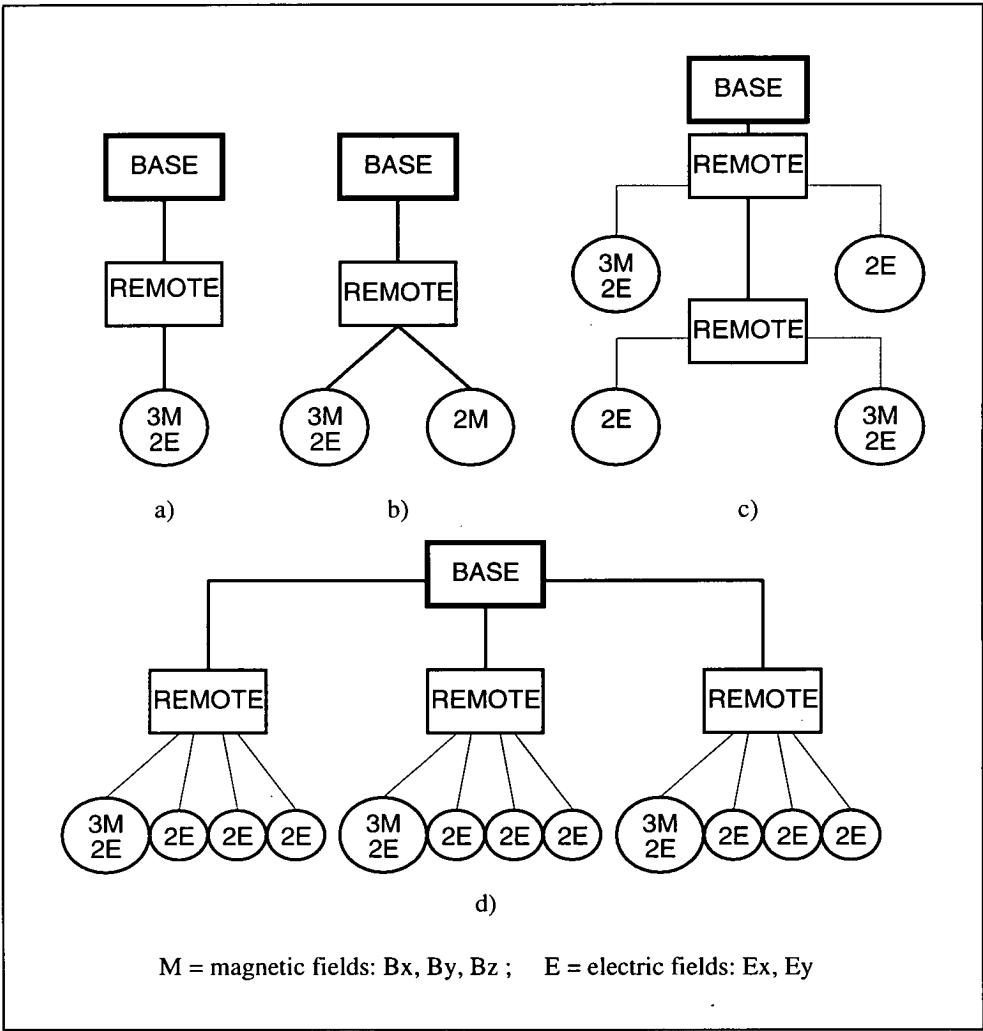 BASE
REMOTE
3M
2E
a)
BASE
REMOTE
3M
2E
2M
b)
BASE
REMOTE
3M
2E
2E
REMOTE
2E
3M
2E
c)
BASE
REMOTE
REMOTE
REMOTE
3M
2E
2E
2E
2E
3M
2E
2E
2E
2E
3M
2E
2E
2E
2E
d)
M = magnetic fields: Bx, By, Bz ; E = electric fields: Ex, Ey